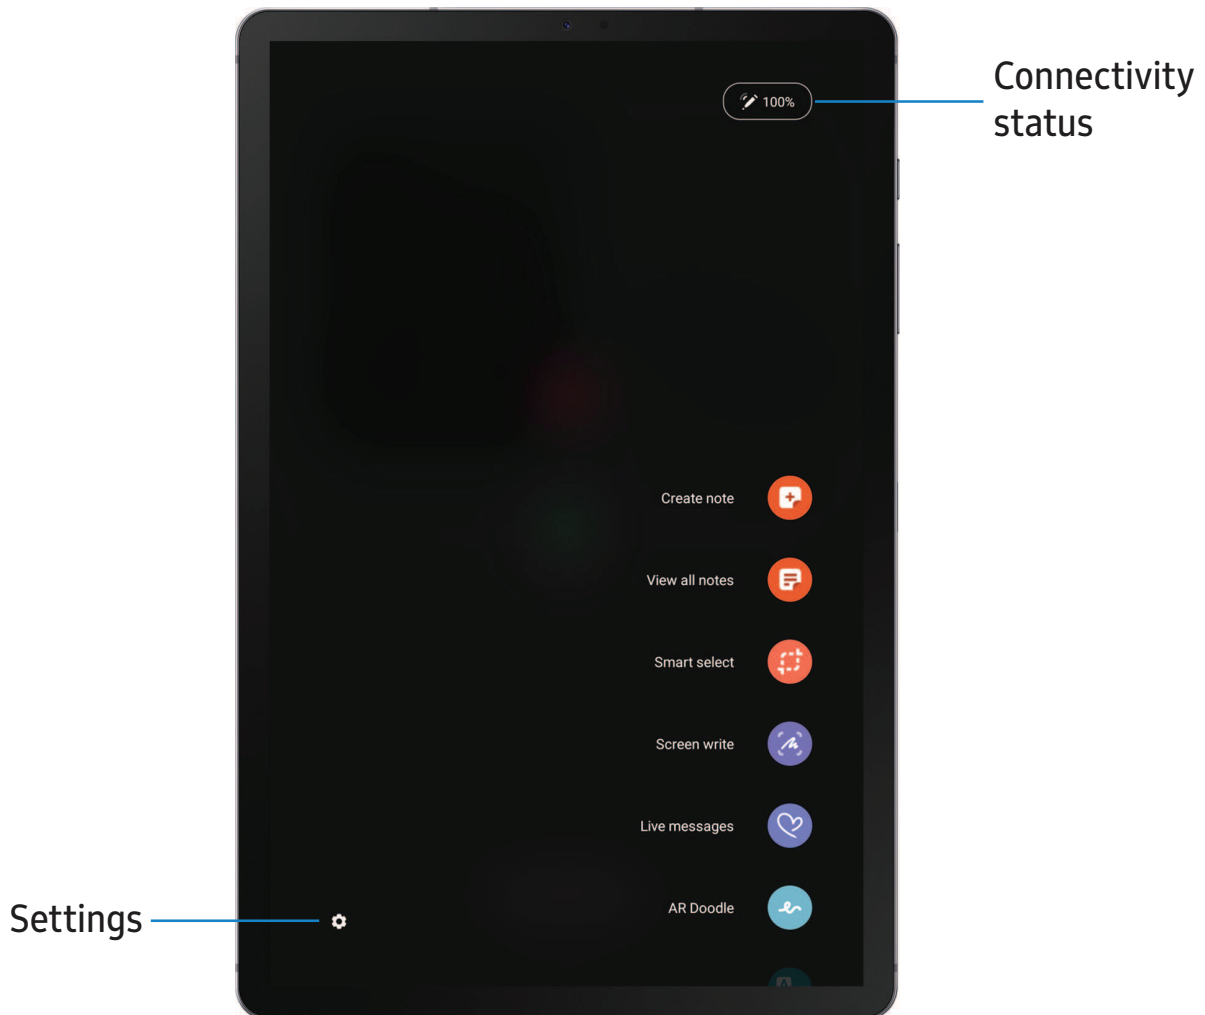 Connectivity
status
100%
Create note
View all notes
Smart select
Screen write
Live messages
AR Doodle
Settings